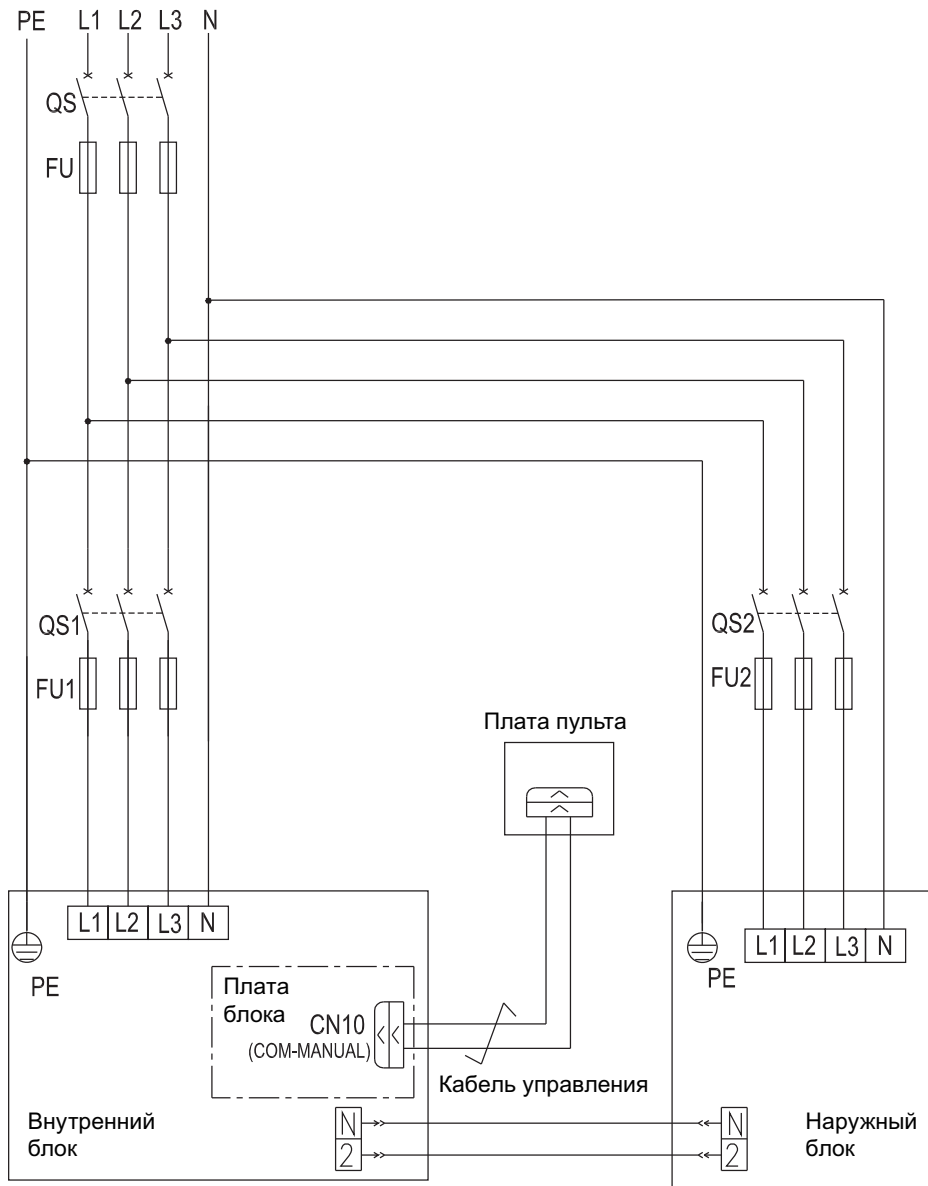 PE L1 L2 L3 N
QS
FU
QS1
QS2
FU1
FU2
Плата пульта
L1 L2 L3 N
L1 L2 L3 N
PE
PE
Плата
блока
CN10
(COM-MANUAL)
Кабель управления
Внутренний
блок
N
2
N
2
Наружный
блок